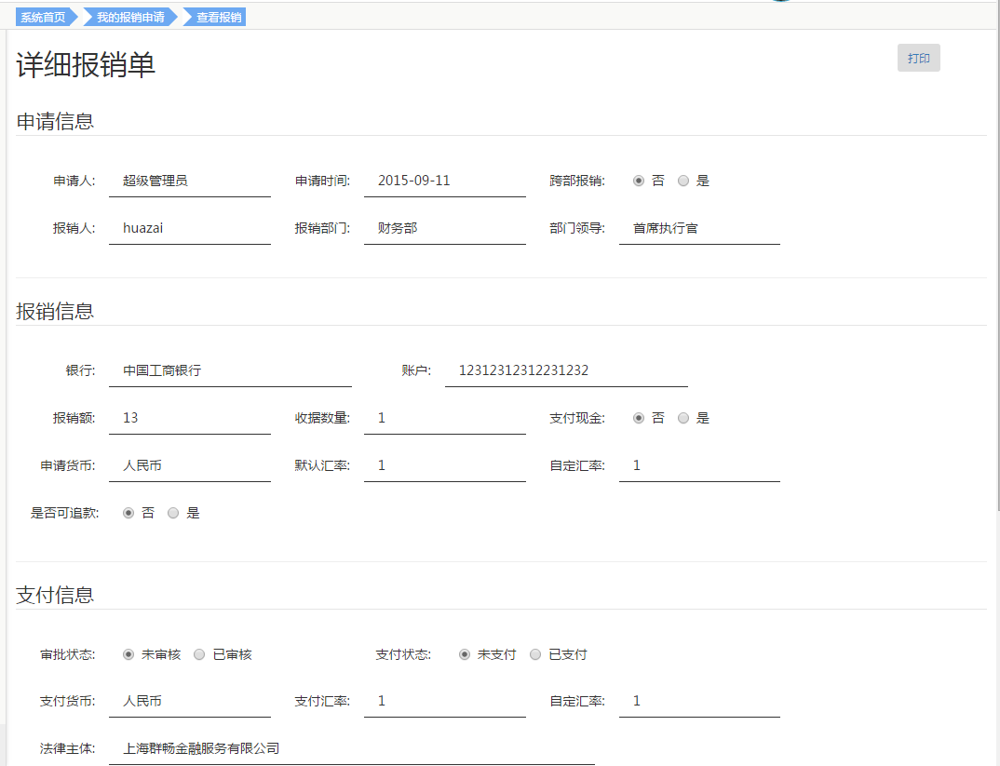 系统首页 我的报销申请 查看报销
详细报销单 打印
申请信息
申请人: 超级管理员 申请时间: 2015-09-11 跨部报销: 否 是
报销人: huazai 报销部门: 财务部 部门领导: 首席执行官
报销信息
银行: 中国工商银行 账户: 12312312312231232
报销额: 13 收据数量: 1 支付现金: 否 是
申请货币: 人民币 默认汇率: 1 自定汇率: 1
是否可追款: 否 是
支付信息
审批状态: 未审核 已审核 支付状态: 未支付 已支付
支付货币: 人民币 支付汇率: 1 自定汇率: 1
法律主体: 上海群畅金融服务有限公司